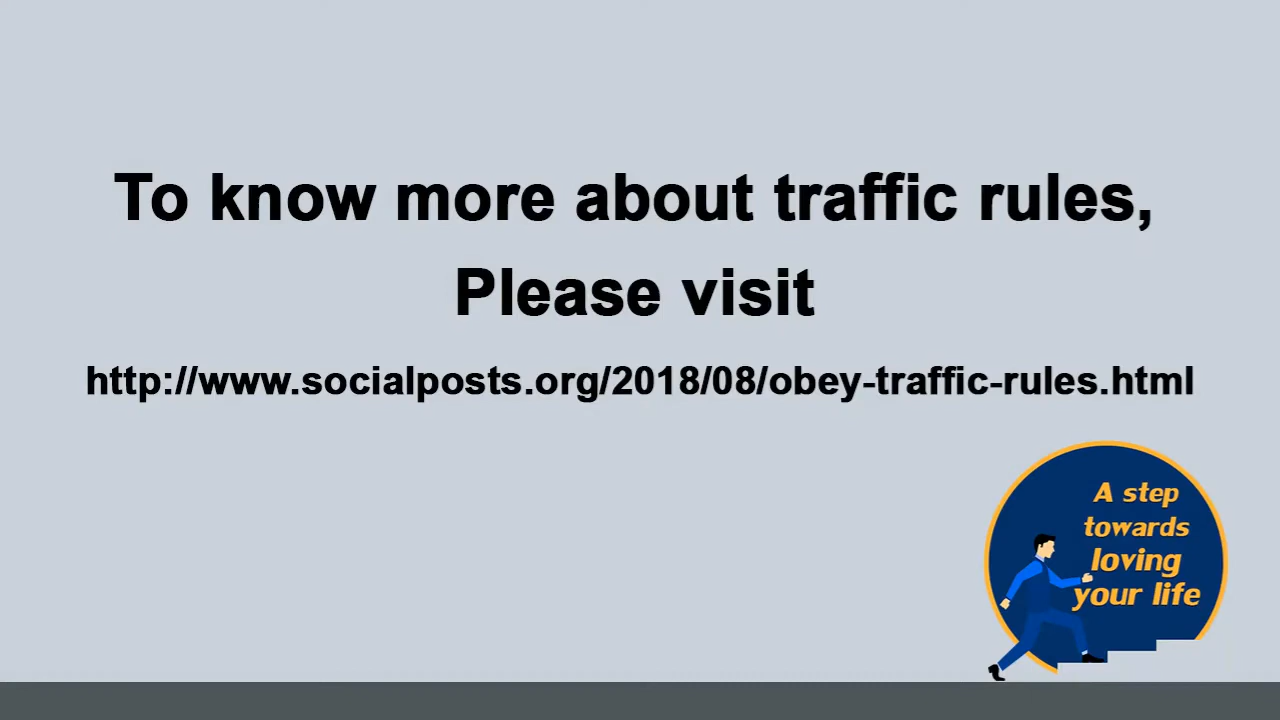 To know more about traffic rules,
Please visit
http://www.socialposts.org/2018/08/obey-traffic-rules.html
A step
towards
loving
your life